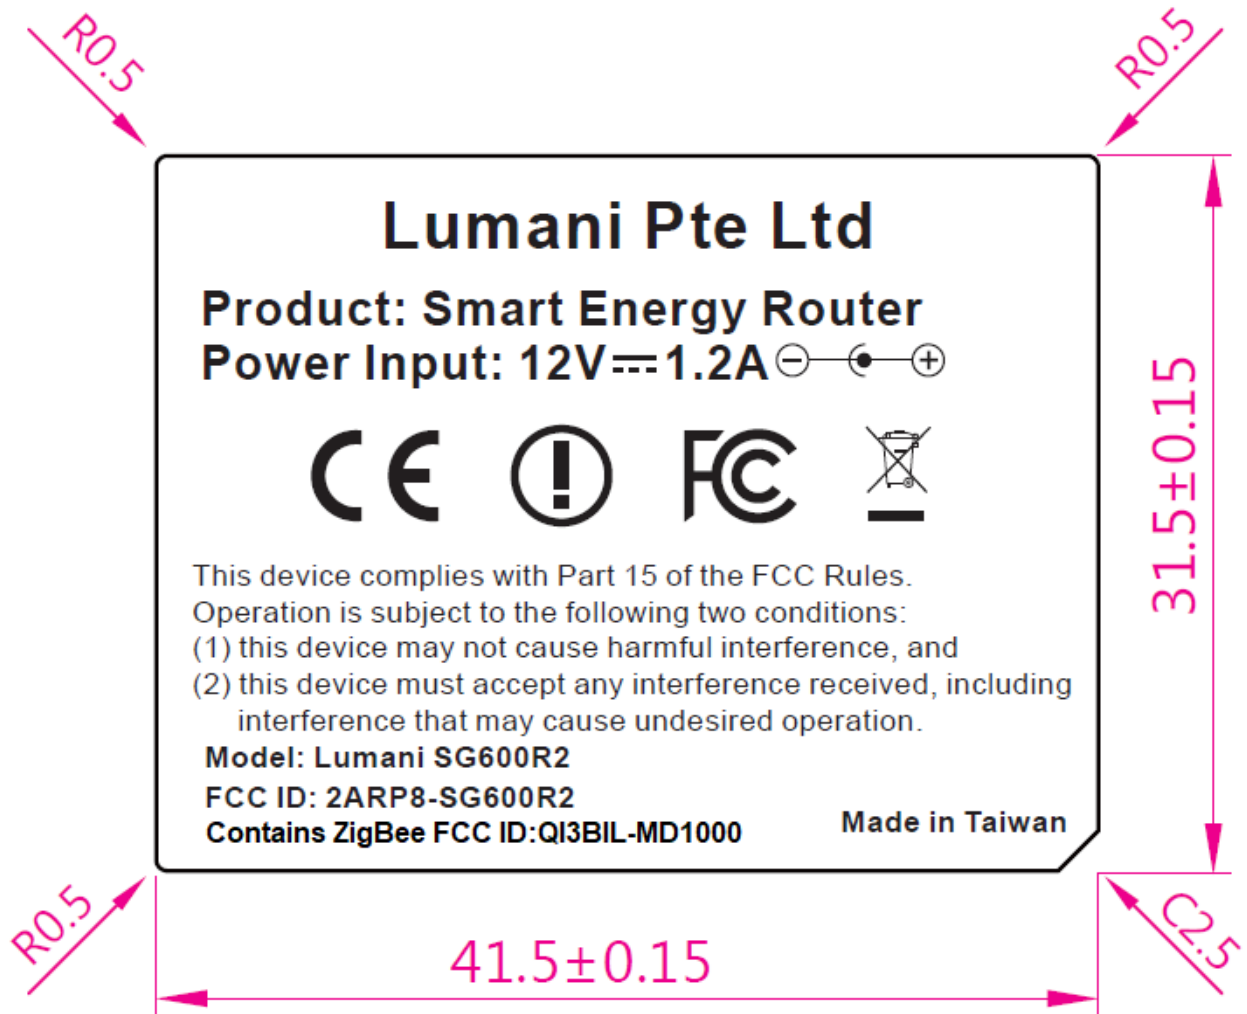 R0.5
R0.5
Lumani Pte Ltd
Product: Smart Energy Router
Power Input: 12V⎓1.2A
CE FC
This device complies with Part 15 of the FCC Rules.
Operation is subject to the following two conditions:
(1) this device may not cause harmful interference, and
(2) this device must accept any interference received, including
interference that may cause undesired operation.
Model: Lumani SG600R2
FCC ID: 2ARP8-SG600R2
Contains ZigBee FCC ID:QI3BIL-MD1000
Made in Taiwan
31.5±0.15
R0.5
41.5±0.15
C2.5